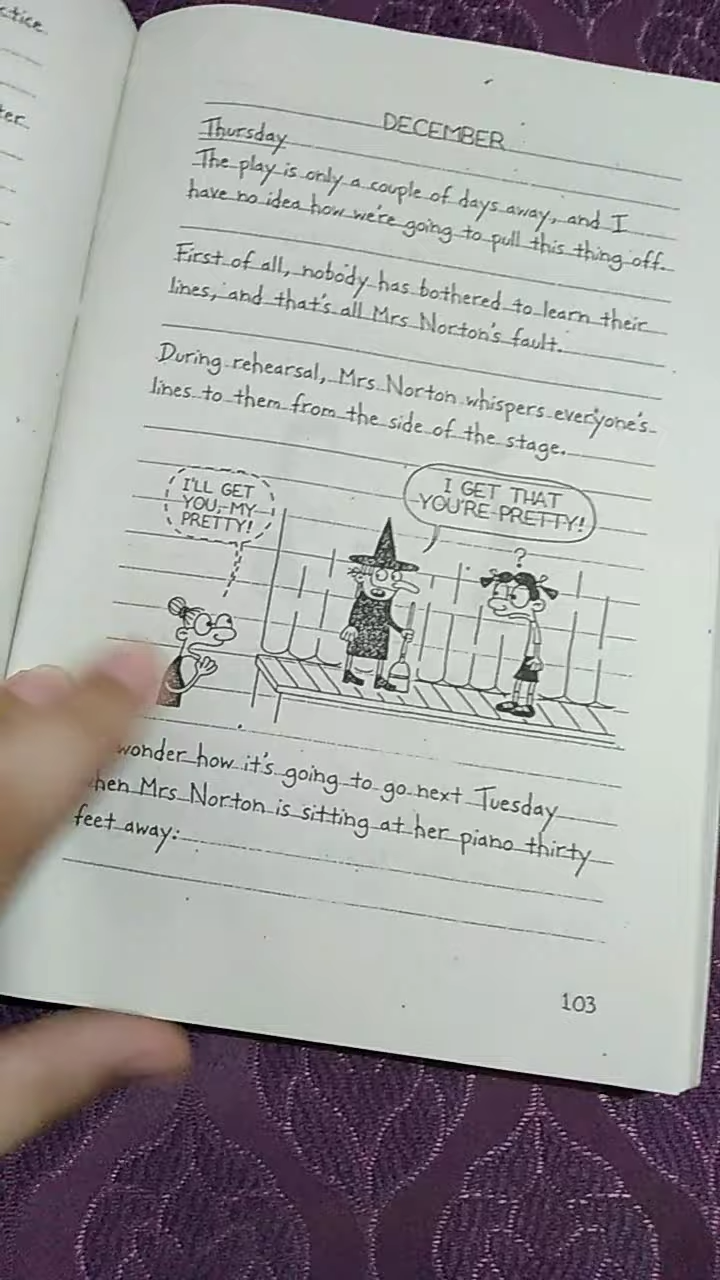 ctice.
ter
DECEMBER
Thursday
The play is only a couple of days away, and I
have no idea how we're going to pull this thing off.
First of all, nobody has bothered to learn their
lines, and that's all Mrs Norton's fault.
During rehearsal, Mrs Norton whispers everyone's
lines to them from the side of the stage.
I'LL GET
YOU, MY
PRETTY!
I GET THAT
YOU'RE PRETTY!
?
wonder how it's going to go next Tuesday
hen Mrs Norton is sitting at her piano thirty
feet away:
103